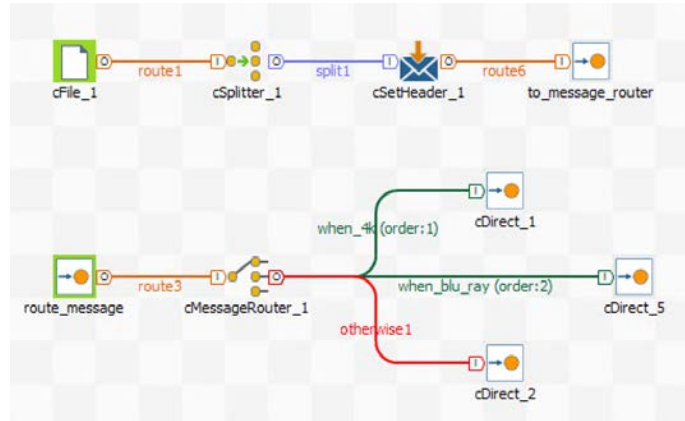 O I O I O I
route1 split1 route6
cFile_1 cSplitter_1 cSetHeader_1 to_message_router
I
cDirect_1
when_4k (order:1)
O I O I
route3 when_blu_ray (order:2)
route_message cMessageRouter_1 cDirect_5
otherwise1
I
cDirect_2